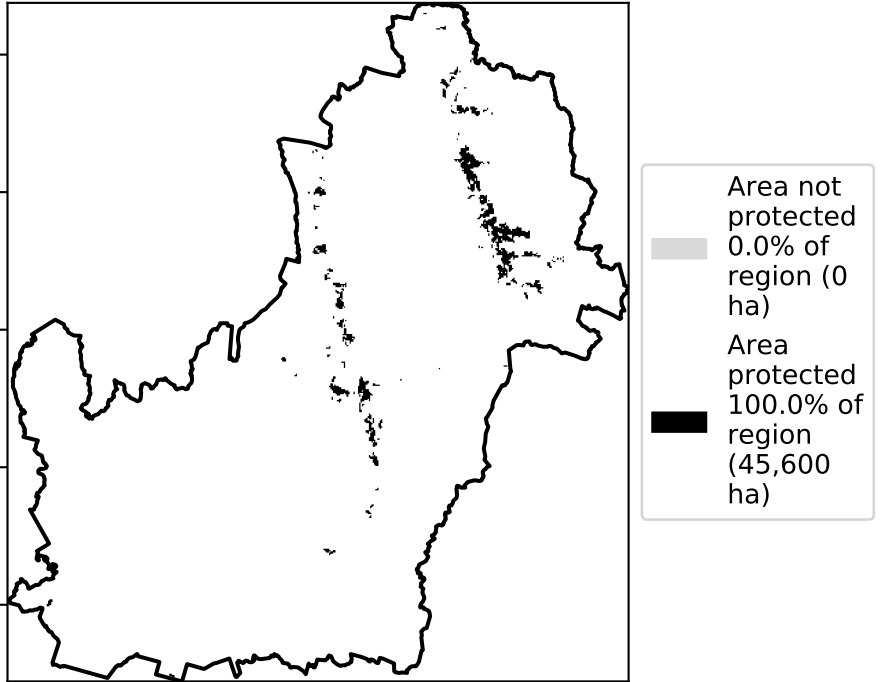 Area not
protected
0.0% of
region (0
ha)
Area
protected
100.0% of
region
(45,600
ha)